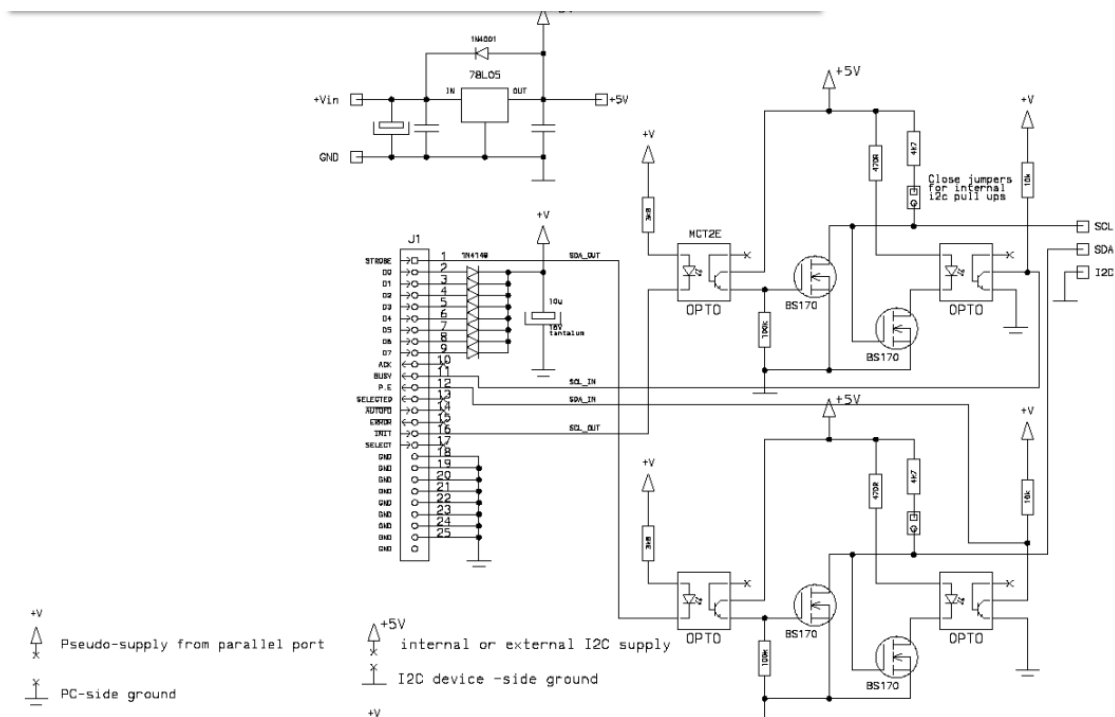 1N4001
78L05
IN
OUT
+Vin
+5V
GND
+5V
+V
+V
3k8
470R
4k7
10k
Close jumpers
for internal
i2c pull ups
SCL
SDA
I2C
MCT2E
OPTO
BS170
100k
BS170
OPTO
+V
J1
STROBE
1
1N4148
SDA_OUT
D0
2
D1
3
D2
4
D3
5
D4
6
D5
7
D6
8
D7
9
10u
16V
tantalum
ACK
10
BUSY
11
SCL_IN
P.E
12
SDA_IN
SELECTED
13
AUTOFD
14
ERROR
15
INIT
16
SCL_OUT
SELECT
17
GND
18
GND
19
GND
20
GND
21
GND
22
GND
23
GND
24
GND
25
GND
+5V
+V
+V
3k8
470R
4k7
10k
OPTO
BS170
100k
BS170
OPTO
+V
Pseudo-supply from parallel port
PC-side ground
+5V
internal or external I2C supply
I2C device -side ground
+V